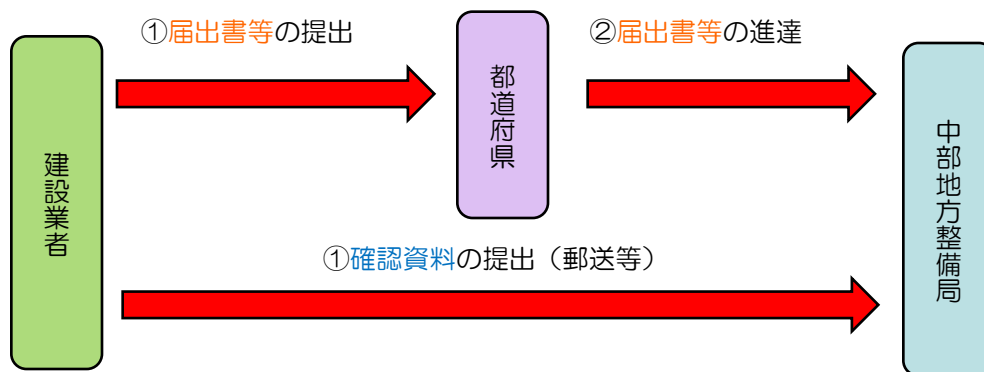 ①届出書等の提出
②届出書等の進達
建設業者
都道府県
中部地方整備局
①確認資料の提出（郵送等）